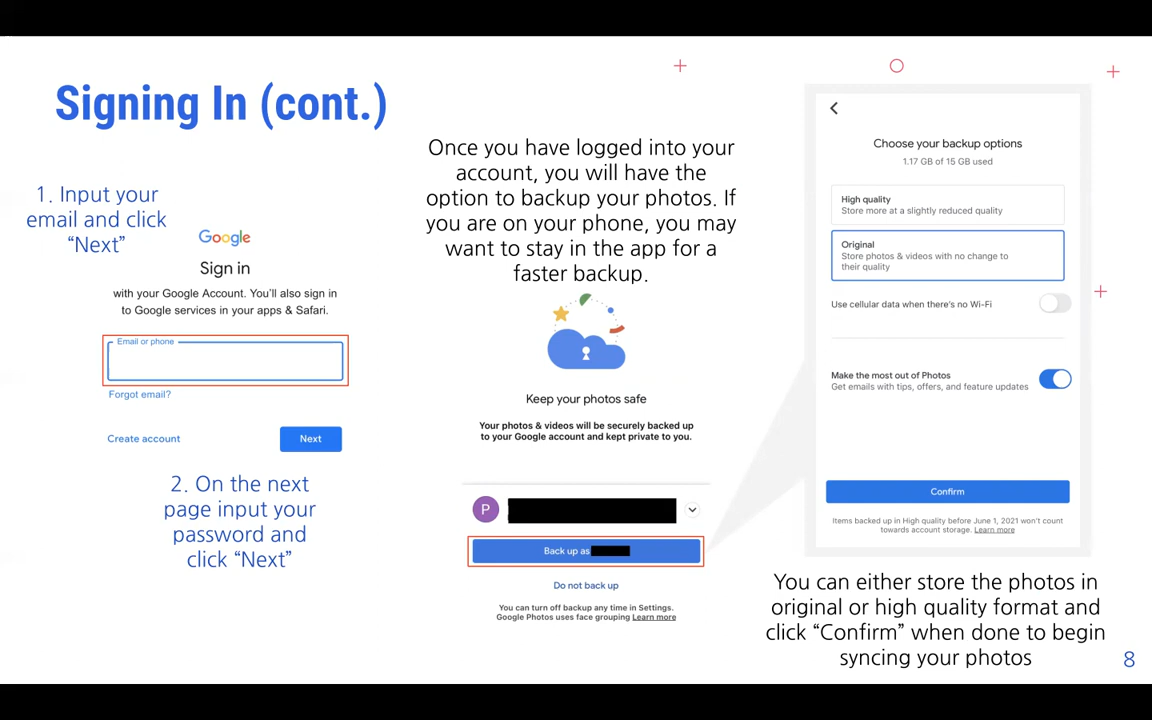 Signing In (cont.)
1. Input your
email and click
“Next”
Google
Sign in
with your Google Account. You’ll also sign in
to Google services in your apps & Safari.
Email or phone
Forgot email?
Create account
Next
2. On the next
page input your
password and
click “Next”
Once you have logged into your
account, you will have the
option to backup your photos. If
you are on your phone, you may
want to stay in the app for a
faster backup.
Keep your photos safe
Your photos & videos will be securely backed up
to your Google account and kept private to you.
P
Back up as
Do not back up
You can turn off backup any time in Settings.
Google Photos uses face grouping Learn more
Choose your backup options
1.17 GB of 15 GB used
High quality
Store more at a slightly reduced quality
Original
Store photos & videos with no change to
their quality
Use cellular data when there’s no Wi-Fi
Make the most out of Photos
Get emails with tips, offers, and feature updates
Confirm
Items backed up in High quality before June 1, 2021 won’t count
towards account storage. Learn more
You can either store the photos in
original or high quality format and
click “Confirm” when done to begin
syncing your photos
8